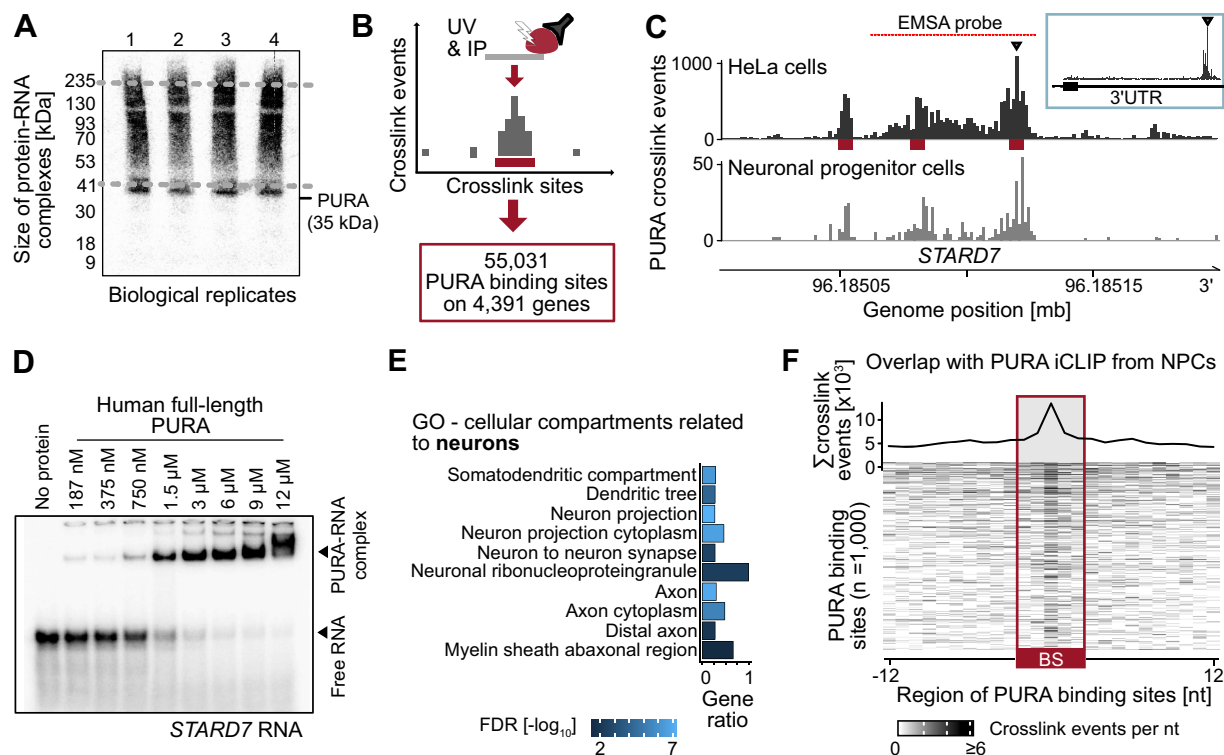 A
1 2 3 4
Size of protein-RNA
complexes [kDa]
235
130
93
70
53
41
30
18
9
PURA
(35 kDa)
Biological replicates
B
UV
& IP
Crosslink events
Crosslink sites
55,031
PURA binding sites
on 4,391 genes
C
EMSA probe
HeLa cells
3'UTR
PURA crosslink events
1000
0
Neuronal progenitor cells
50
0
STARD7
96.18505
96.18515
3'
Genome position [mb]
D
Human full-length
PURA
No protein
187 nM
375 nM
750 nM
1.5 µM
3 µM
6 µM
9 µM
12 µM
PURA-RNA
complex
Free RNA
STARD7 RNA
E
GO - cellular compartments related
to neurons
Somatodendritic compartment
Dendritic tree
Neuron projection
Neuron projection cytoplasm
Neuron to neuron synapse
Neuronal ribonucleoproteingranule
Axon
Axon cytoplasm
Distal axon
Myelin sheath abaxonal region
0 1
Gene
ratio
FDR [-log10]
2 7
F
Overlap with PURA iCLIP from NPCs
∑crosslink
events [x10³]
10
5
0
PURA binding
sites (n =1,000)
BS
-12
12
Region of PURA binding sites [nt]
Crosslink events per nt
0 ≥6